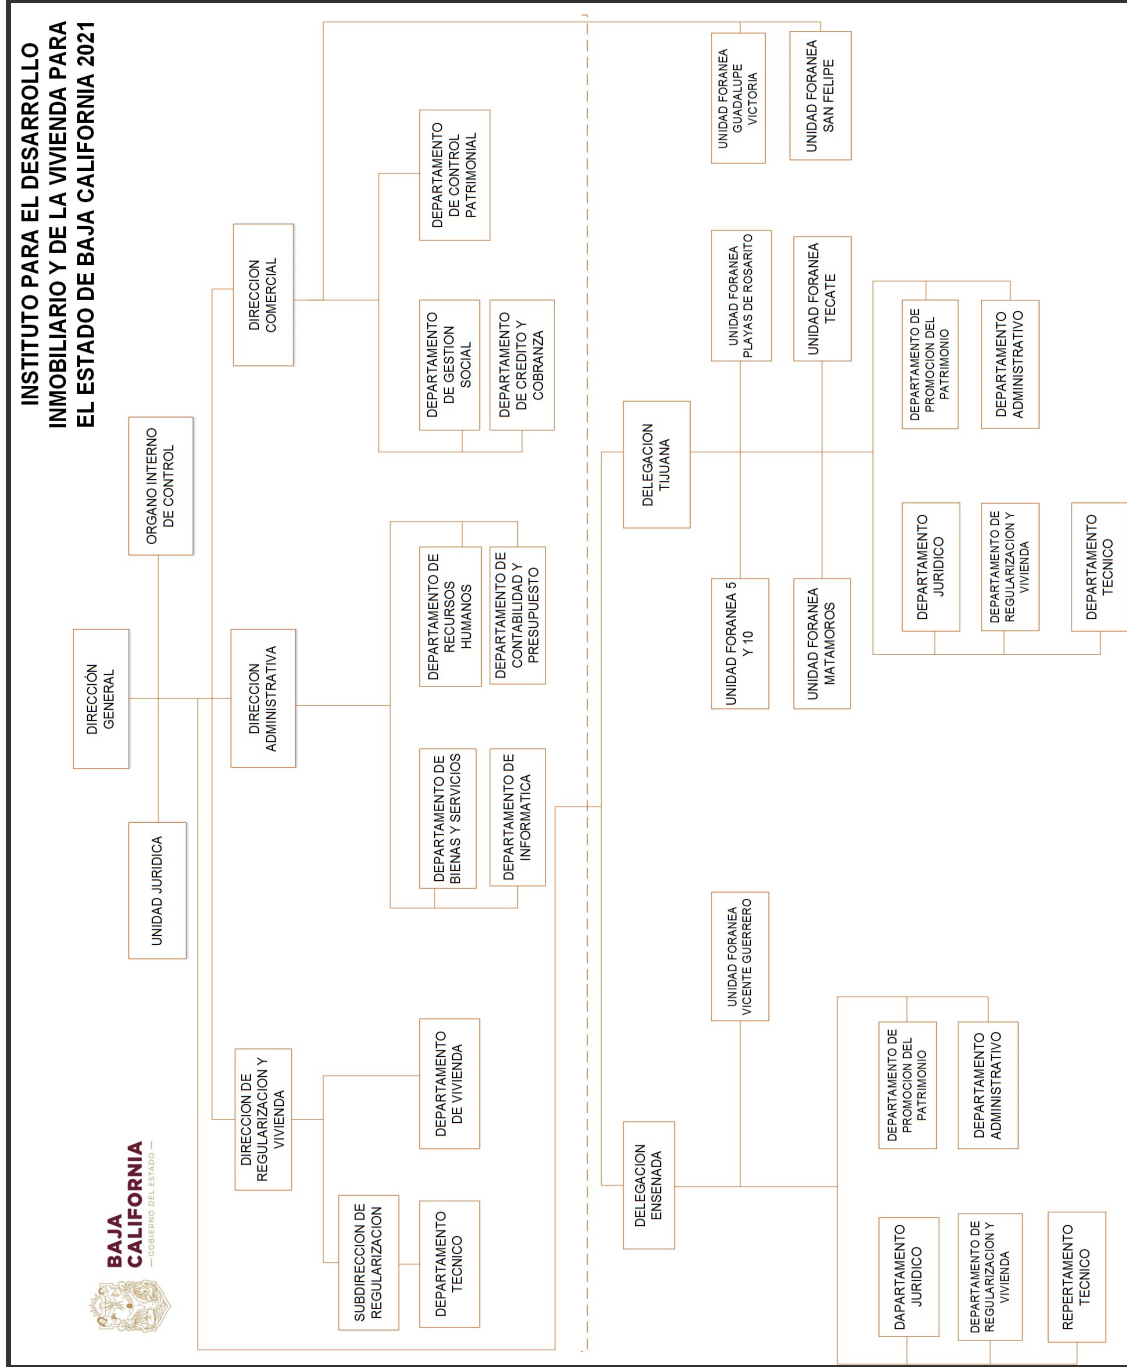 BAJA
CALIFORNIA
— GOBIERNO DEL ESTADO —
INSTITUTO PARA EL DESARROLLO
INMOBILIARIO Y DE LA VIVIENDA PARA
EL ESTADO DE BAJA CALIFORNIA 2021
DIRECCIÓN
GENERAL
UNIDAD JURIDICA
ORGANO INTERNO
DE CONTROL
DIRECCION DE
REGULARIZACION Y
VIVIENDA
DIRECCION
ADMINISTRATIVA
DIRECCION
COMERCIAL
SUBDIRECCION DE
REGULARIZACION
DEPARTAMENTO
TECNICO
DEPARTAMENTO
DE VIVIENDA
DEPARTAMENTO DE
BIENAS Y SERVICIOS
DEPARTAMENTO DE
INFORMATICA
DEPARTAMENTO DE
RECURSOS
HUMANOS
DEPARTAMENTO DE
CONTABILIDAD Y
PRESUPUESTO
DEPARTAMENTO
DE GESTION
SOCIAL
DEPARTAMENTO
DE CREDITO Y
COBRANZA
DEPARTAMENTO
DE CONTROL
PATRIMONIAL
DELEGACION
ENSENADA
DELEGACION
TIJUANA
UNIDAD FORANEA
VICENTE GUERRERO
UNIDAD FORANEA 5
Y 10
UNIDAD FORANEA
PLAYAS DE ROSARITO
UNIDAD FORANEA
GUADALUPE
VICTORIA
UNIDAD FORANEA
MATAMOROS
UNIDAD FORANEA
TECATE
UNIDAD FORANEA
SAN FELIPE
DAPARTAMENTO
JURIDICO
DEPARTAMENTO DE
REGULARIZACION Y
VIVIENDA
REPERTAMENTO
TECNICO
DEPARTAMENTO DE
PROMOCION DEL
PATRIMONIO
DEPARTAMENTO
ADMINISTRATIVO
DEPARTAMENTO
JURIDICO
DEPARTAMENTO DE
REGULARIZACION Y
VIVIENDA
DEPARTAMENTO
TECNICO
DEPARTAMENTO DE
PROMOCION DEL
PATRIMONIO
DEPARTAMENTO
ADMINISTRATIVO